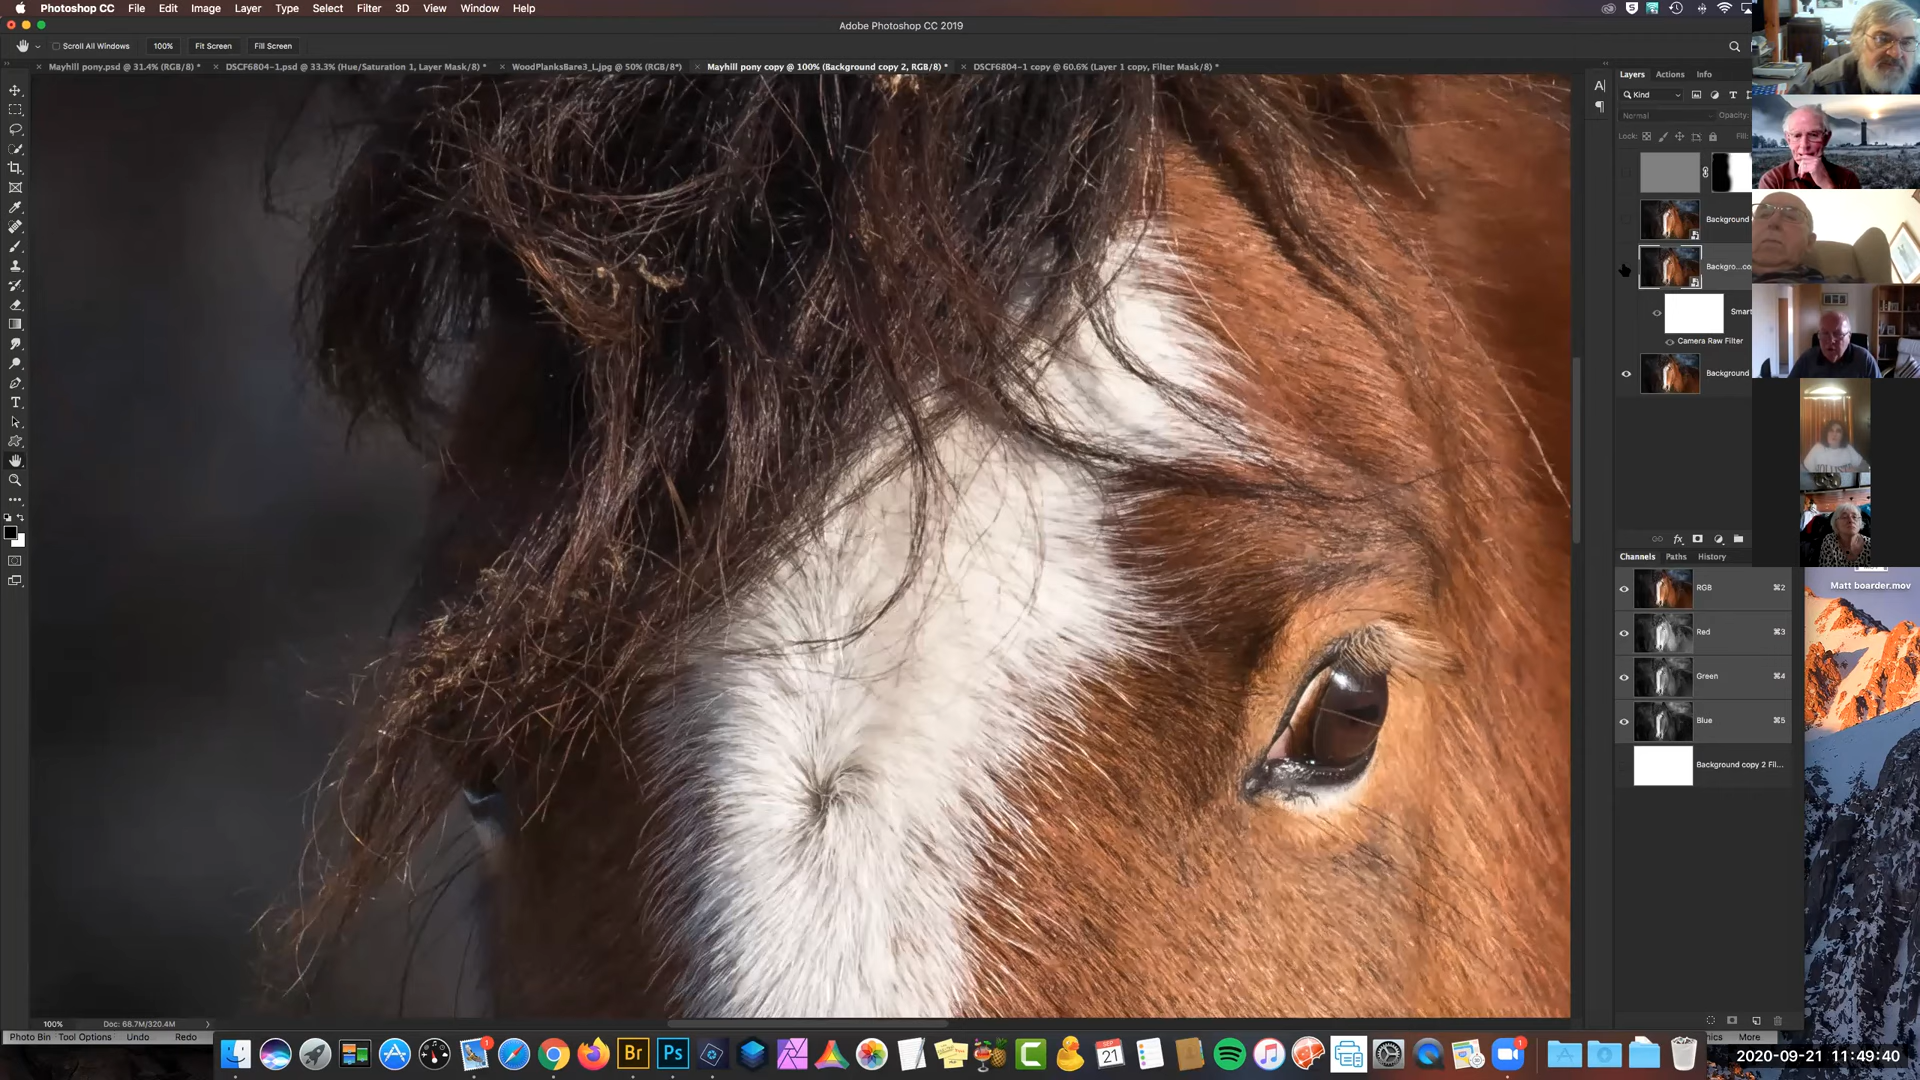 Photoshop CC File Edit Image Layer Type Select Filter 3D View Window Help
Adobe Photoshop CC 2019
Scroll All Windows 100% Fit Screen Fill Screen
Mayhill pony.psd @ 31.4% (RGB/8) * DSCF6804-1.psd @ 33.3% (Hue/Saturation 1, Layer Mask/8) * WoodPlanksBare3_L.jpg @ 50% (RGB/8*) Mayhill pony copy @ 100% (Background copy 2, RGB/8) * DSCF6804-1 copy @ 60.6% (Layer 1 copy, Filter Mask/8) *
Layers Actions Info
Kind
Normal Opacity:
Lock: Fill:
Background
Backgro...co
Smart
Camera Raw Filter
Background
fx
Channels Paths History
RGB ⌘2
Red ⌘3
Green ⌘4
Blue ⌘5
Background copy 2 Fil...
Matt boarder.mov
100% Doc: 68.7M/320.4M
Photo Bin Tool Options Undo Redo
More
SEP
21
Br
Ps
2020-09-21 11:49:40